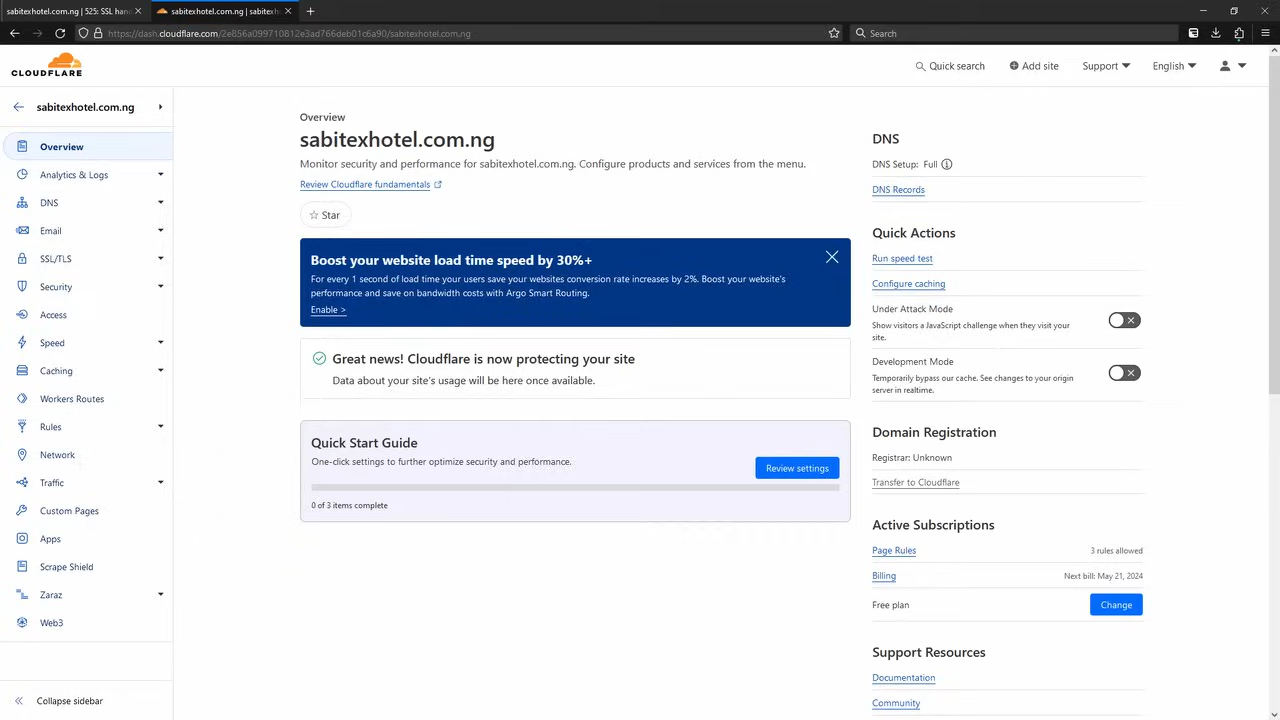 sabitexhotel.com.ng | 525: SSL han
sabitexhotel.com.ng | sabitexh
https://dash.cloudflare.com/2e856a099710812e3ad766deb01c6a90/sabitexhotel.com.ng
Search
CLOUDFLARE
Quick search
Add site
Support
English
sabitexhotel.com.ng
Overview
Analytics & Logs
DNS
Email
SSL/TLS
Security
Access
Speed
Caching
Workers Routes
Rules
Network
Traffic
Custom Pages
Apps
Scrape Shield
Zaraz
Web3
Collapse sidebar
Overview
sabitexhotel.com.ng
Monitor security and performance for sabitexhotel.com.ng. Configure products and services from the menu.
Review Cloudflare fundamentals
Star
Boost your website load time speed by 30%+
For every 1 second of load time your users save your websites conversion rate increases by 2%. Boost your website's
performance and save on bandwidth costs with Argo Smart Routing.
Enable >
Great news! Cloudflare is now protecting your site
Data about your site's usage will be here once available.
Quick Start Guide
One-click settings to further optimize security and performance.
Review settings
0 of 3 items complete
DNS
DNS Setup: Full
DNS Records
Quick Actions
Run speed test
Configure caching
Under Attack Mode
Show visitors a JavaScript challenge when they visit your
site.
Development Mode
Temporarily bypass our cache. See changes to your origin
server in realtime.
Domain Registration
Registrar: Unknown
Transfer to Cloudflare
Active Subscriptions
Page Rules
3 rules allowed
Billing
Next bill: May 21, 2024
Free plan
Change
Support Resources
Documentation
Community